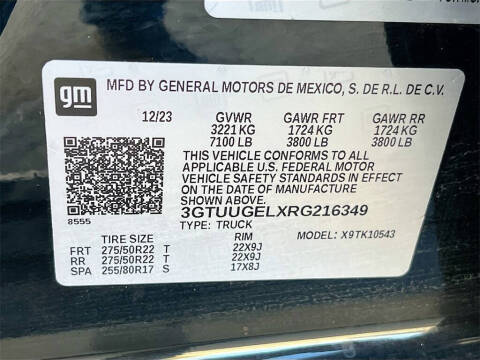 gm
MFD BY GENERAL MOTORS DE MEXICO, S. DE R.L. DE C.V.
12/23 GVWR GAWR FRT GAWR RR
3221 KG 1724 KG 1724 KG
7100 LB 3800 LB 3800 LB
THIS VEHICLE CONFORMS TO ALL
APPLICABLE U.S. FEDERAL MOTOR
VEHICLE SAFETY STANDARDS IN EFFECT
ON THE DATE OF MANUFACTURE
SHOWN ABOVE.
3GTUUGELXRG216349
8555
TYPE: TRUCK
TIRE SIZE RIM MODEL: X9TK10543
FRT 275/50R22 T 22X9J
RR 275/50R22 T 22X9J
SPA 255/80R17 S 17X8J